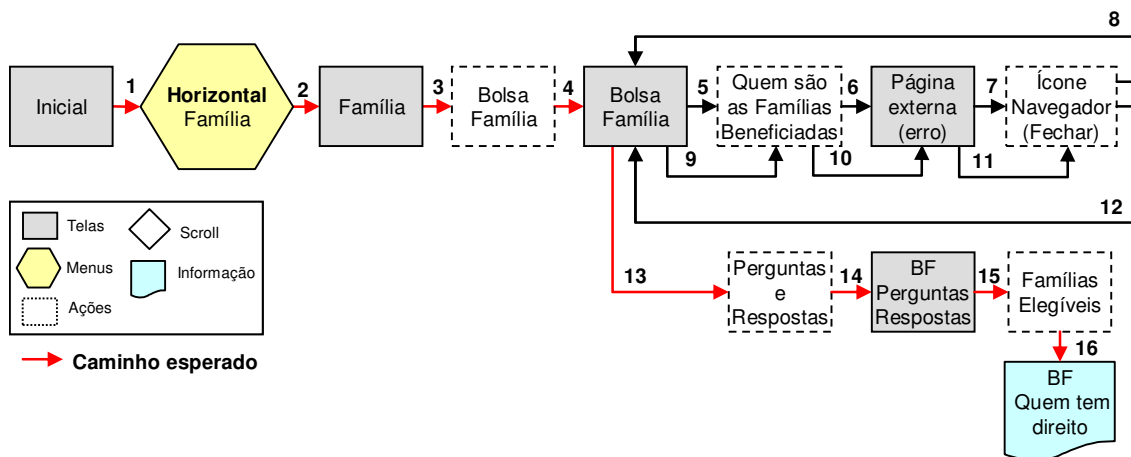 8
1
Inicial
Horizontal
Família
2
Família
3
Bolsa
Família
4
Bolsa
Família
5
Quem são
as Famílias
Beneficiadas
6
Página
externa
(erro)
7
Ícone
Navegador
(Fechar)
9
10
11
12
Telas
Scroll
Menus
Informação
Ações
Caminho esperado
13
Perguntas
e
Respostas
14
BF
Perguntas
Respostas
15
Famílias
Elegíveis
16
BF
Quem tem
direito